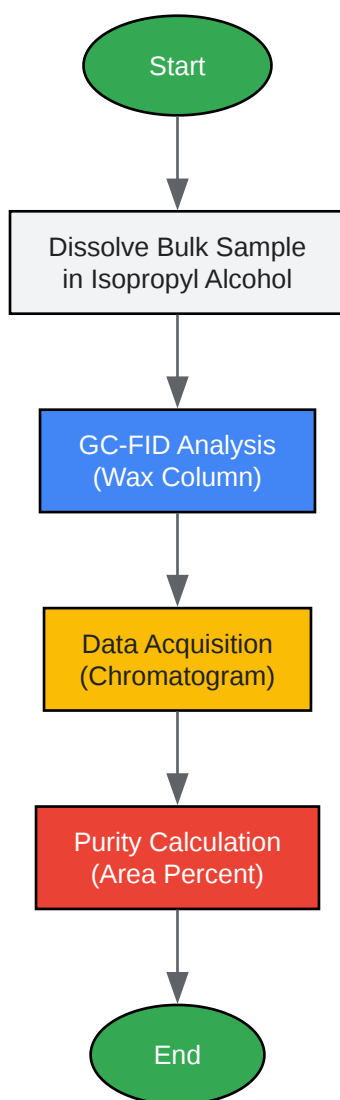 Start
Dissolve Bulk Sample
in Isopropyl Alcohol
GC-FID Analysis
(Wax Column)
Data Acquisition
(Chromatogram)
Purity Calculation
(Area Percent)
End